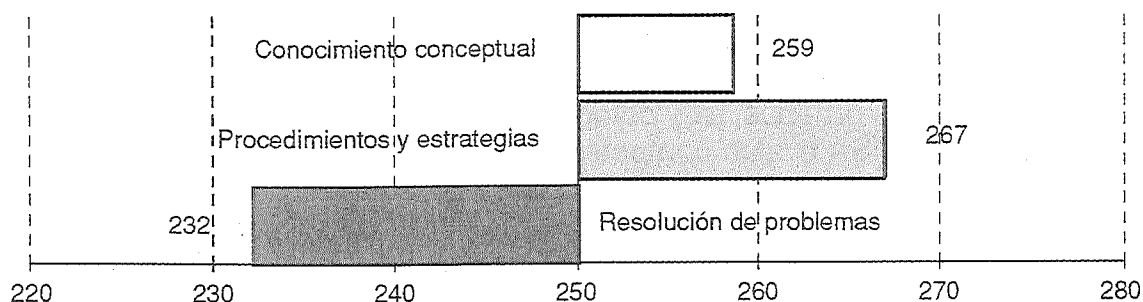 Conocimiento conceptual 259
Procedimientos y estrategias 267
232 Resolución de problemas
220 230 240 250 260 270 280